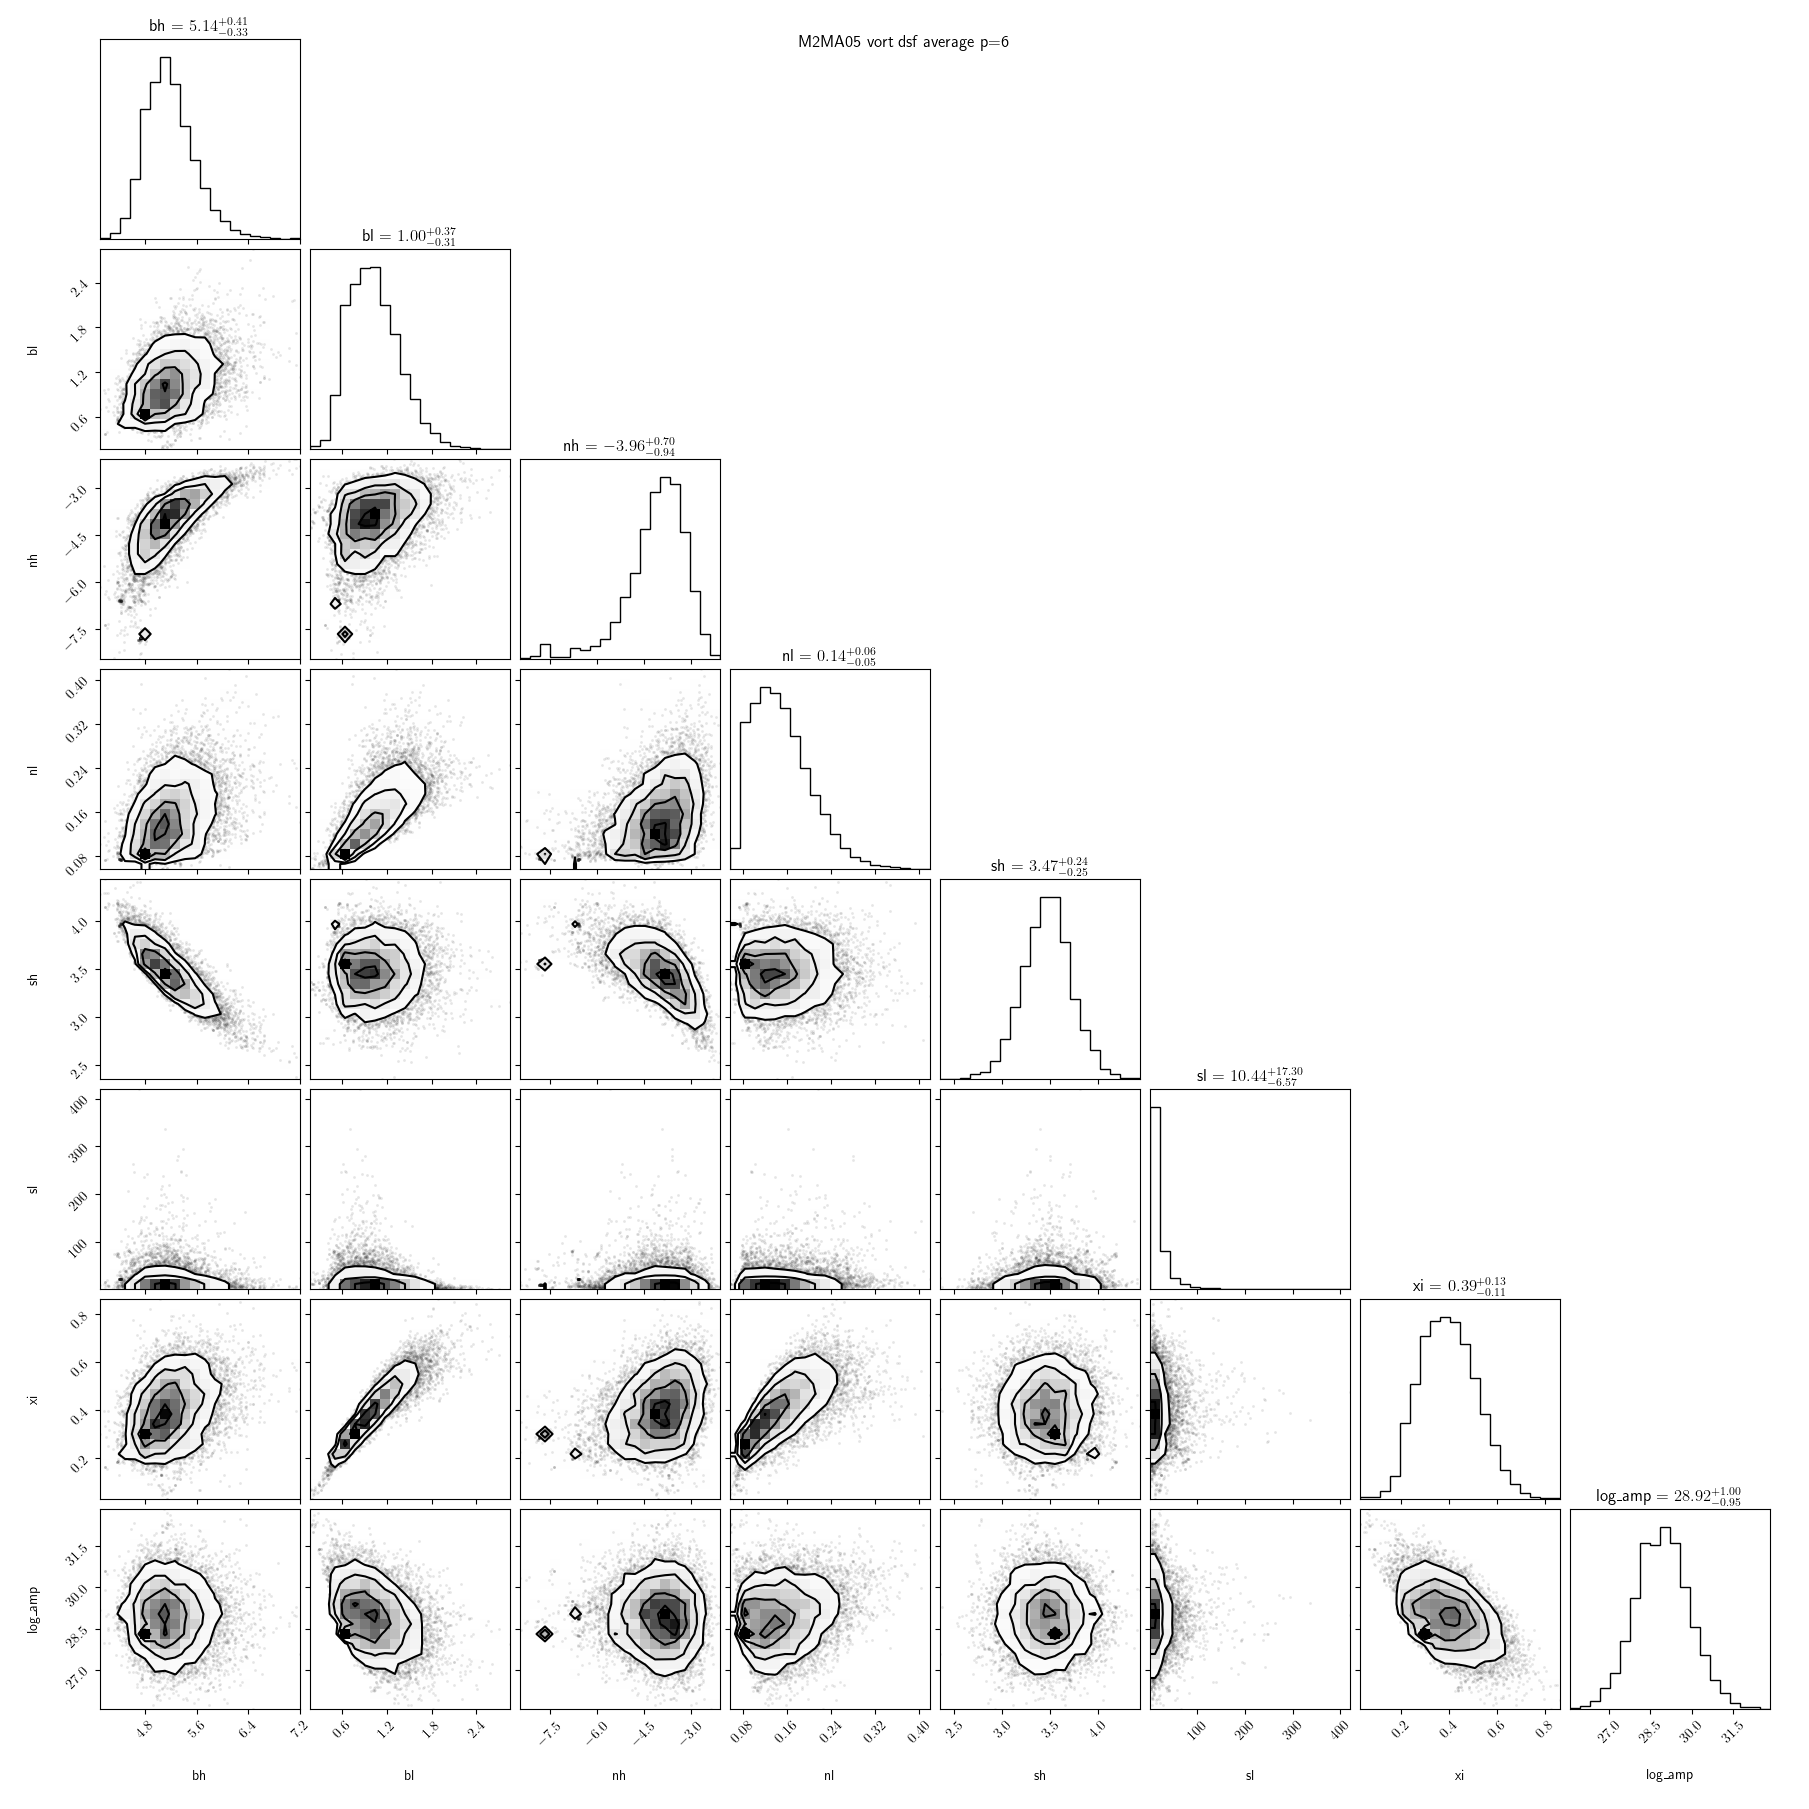 M2MA05 vort dsf average p=6
bh = 5.14+0.41−0.33
bl = 1.00+0.37−0.31
nh = −3.96+0.70−0.94
nl = 0.14+0.06−0.05
sh = 3.47+0.24−0.25
sl = 10.44+17.30−6.57
xi = 0.39+0.13−0.11
log_amp = 28.92+1.00−0.95
bl
2.4
1.8
1.2
0.6
nh
−3.0
−4.5
−6.0
−7.5
nl
0.40
0.32
0.24
0.16
0.08
sh
4.0
3.5
3.0
2.5
sl
400
300
200
100
xi
0.8
0.6
0.4
0.2
log_amp
31.5
30.0
28.5
27.0
4.8 5.6 6.4 7.2
0.6 1.2 1.8 2.4
−7.5 −6.0 −4.5 −3.0
0.08 0.16 0.24 0.32 0.40
2.5 3.0 3.5 4.0
100 200 300 400
0.2 0.4 0.6 0.8
27.0 28.5 30.0 31.5
bh bl nh nl sh sl xi log_amp